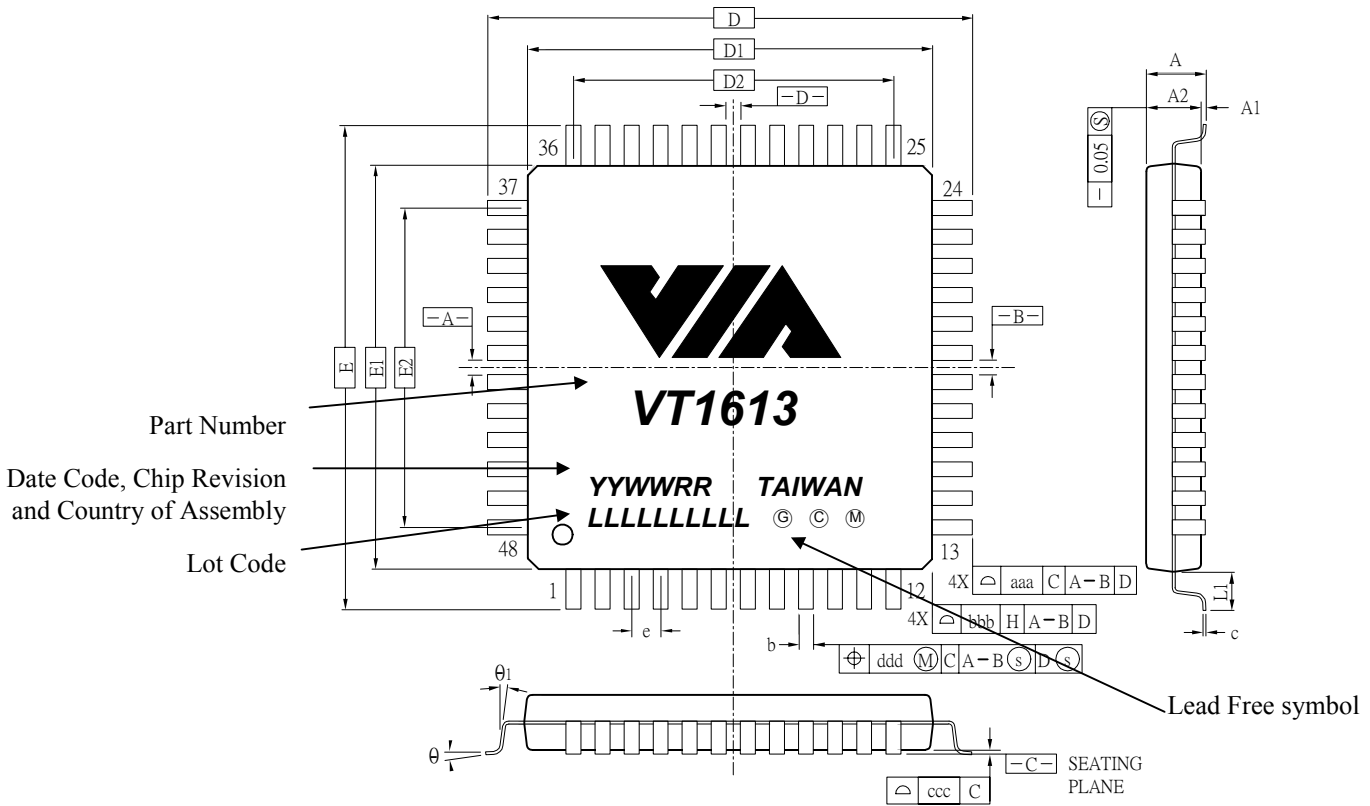 D
D1
D2
－D－
36
25
37
24
A
A2
A1
－ 0.05 Ⓢ
－A－
－B－
E
E1
E2
VIA
VT1613
Part Number
Date Code, Chip Revision
and Country of Assembly
YYWWRR TAIWAN
LLLLLLLLLL Ⓖ Ⓒ Ⓜ
Lot Code
48
13
1
12
4X ⌓ aaa C A－B D
4X ⌓ bbb H A－B D
e
b
⌖ ddd Ⓜ C A－B ⓢ D ⓢ
L1
c
Lead Free symbol
θ1
θ
－C－ SEATING
PLANE
⌓ ccc C